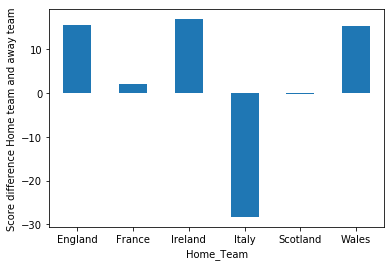 Score difference Home team and away team
10
0
−10
−20
−30
England France Ireland Italy Scotland Wales
Home_Team